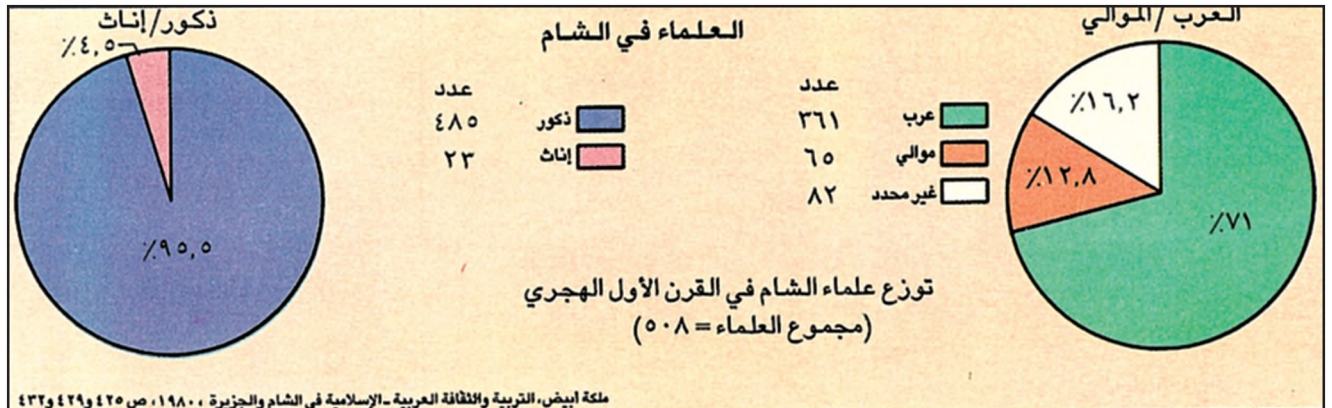 العلماء في الشام
العرب/الموالي
٪١٦,٢
٪١٢,٨
٪٧١
عدد
عرب ٣٦١
موالي ٦٥
غير محدد ٨٢
ذكور/إناث
٪٤,٥
٪٩٥,٥
عدد
ذكور ٤٨٥
إناث ٢٣
توزع علماء الشام في القرن الأول الهجري
(مجموع العلماء = ٥٠٨)
ملكة أبيض، التربية والثقافة العربية - الإسلامية في الشام والجزيرة، ١٩٨٠، ص ٤٢٥ و٤٢٩ و٤٣٢